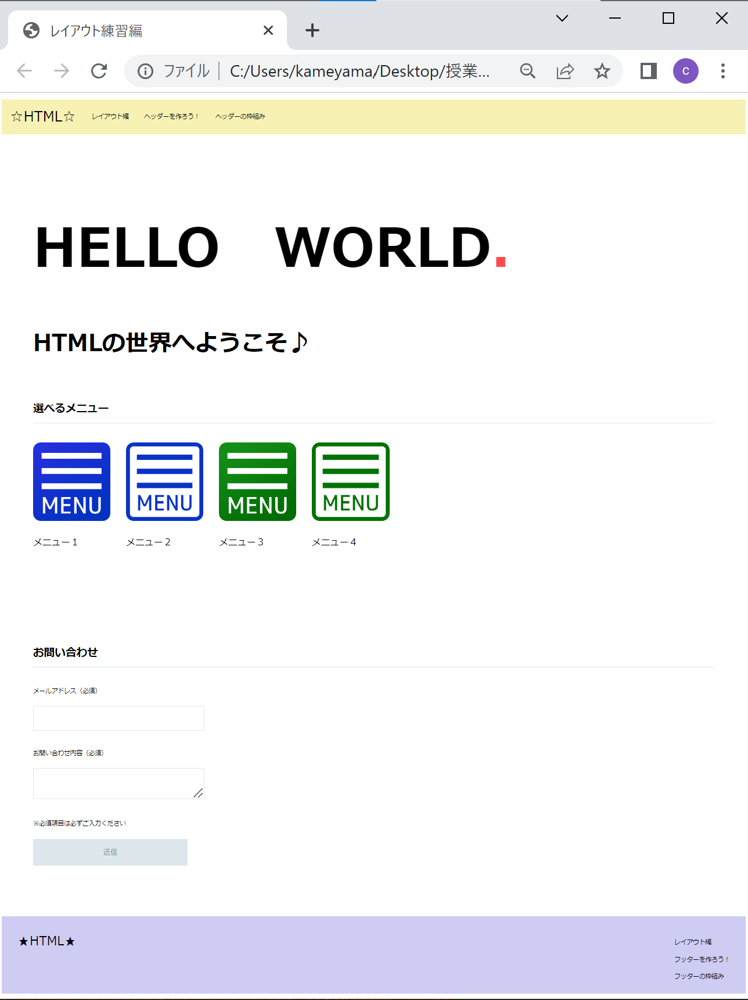 レイアウト練習編
ファイル C:/Users/kameyama/Desktop/授業... c
☆HTML☆ レイアウト編 ヘッダーを作ろう！ ヘッダーの枠組み
HELLO　WORLD.
HTMLの世界へようこそ♪
選べるメニュー
MENU MENU MENU MENU
メニュー１ メニュー２ メニュー３ メニュー４
お問い合わせ
メールアドレス（必須）
お問い合わせ内容（必須）
※必須項目は必ずご入力ください
送信
★HTML★ レイアウト編
フッターを作ろう！
フッターの枠組み